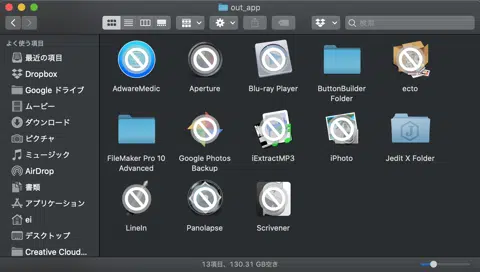 out_app
検索
よく使う項目
最近の項目
Dropbox
Google ドライブ
ムービー
ダウンロード
ピクチャ
ミュージック
AirDrop
書類
アプリケーション
ei
デスクトップ
Creative Cloud...
AdwareMedic
Aperture
Blu-ray Player
ButtonBuilder
Folder
ecto
FileMaker Pro 10
Advanced
Google Photos
Backup
iExtractMP3
iPhoto
Jedit X Folder
LineIn
Panolapse
Scrivener
13項目、130.31 GB空き